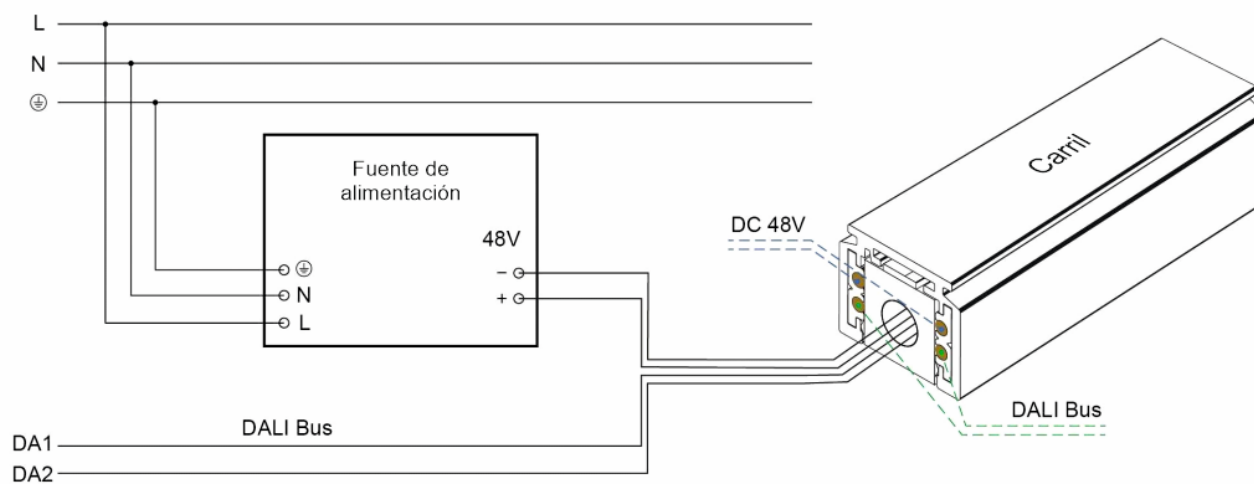 L
N
Fuente de
alimentación
48V
−
+
N
L
DC 48V
Carril
DALI Bus
DALI Bus
DA1
DA2